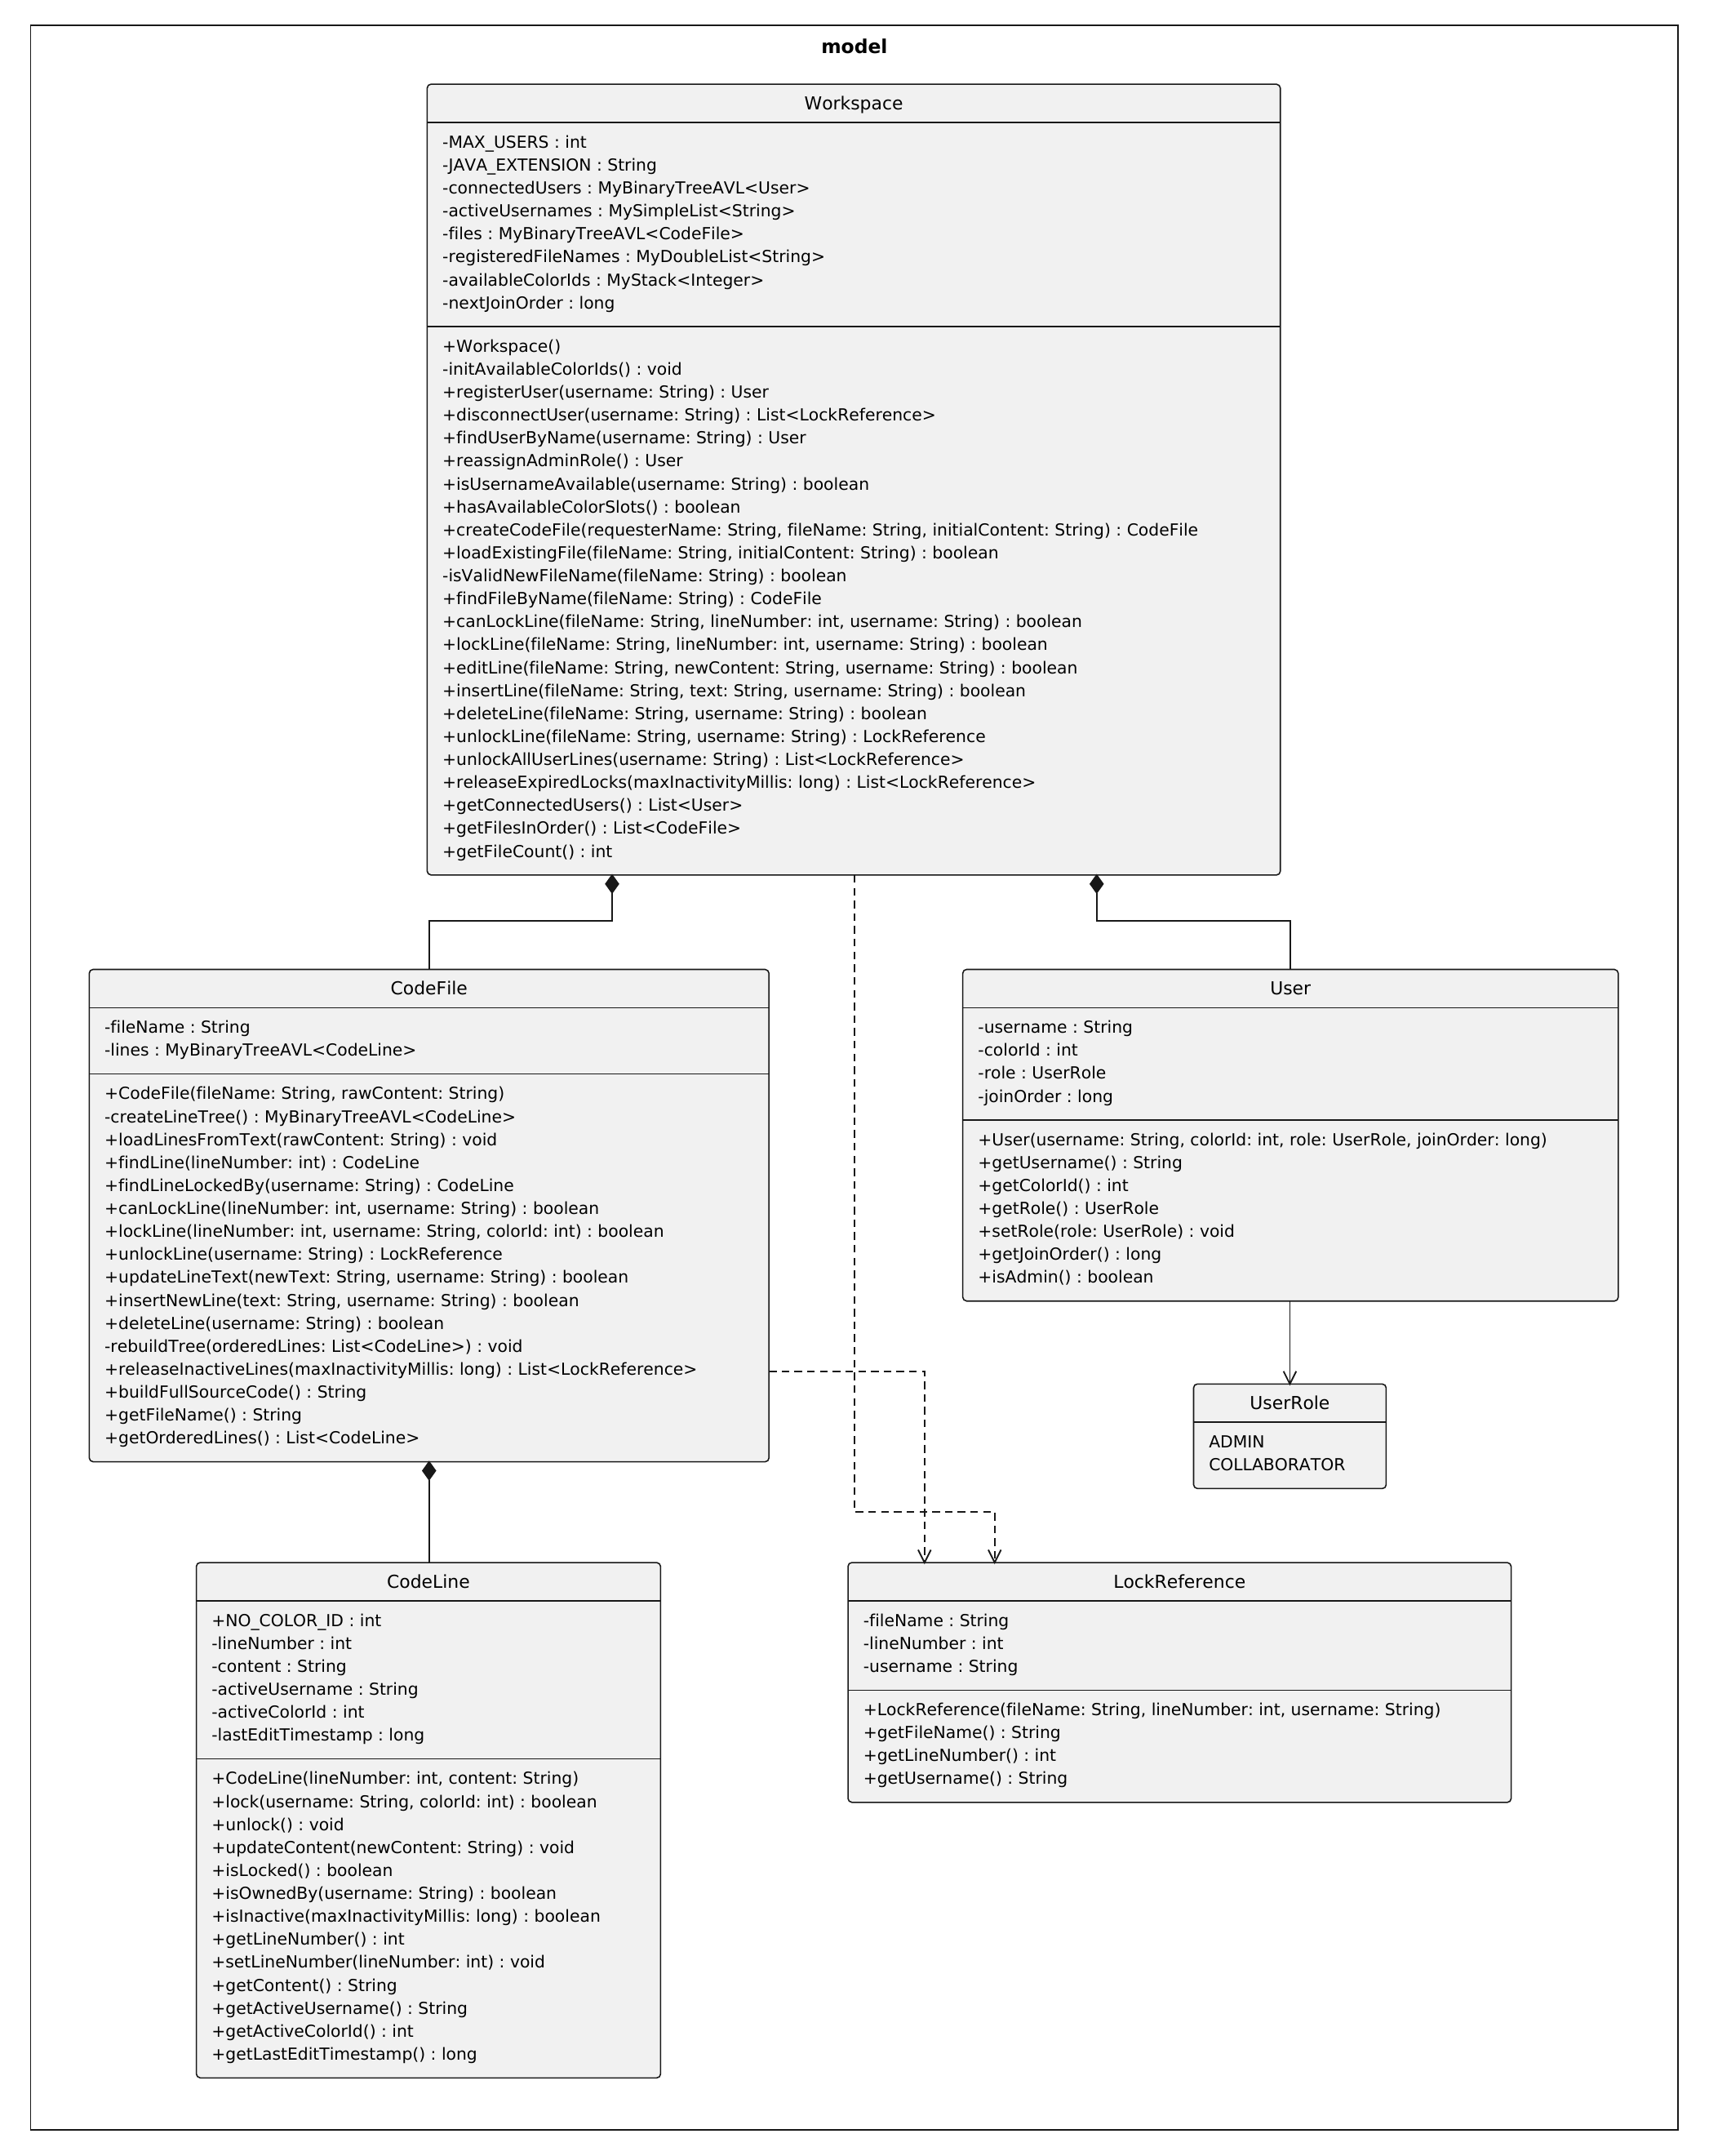 model
Workspace
-MAX_USERS : int
-JAVA_EXTENSION : String
-connectedUsers : MyBinaryTreeAVL<User>
-activeUsernames : MySimpleList<String>
-files : MyBinaryTreeAVL<CodeFile>
-registeredFileNames : MyDoubleList<String>
-availableColorIds : MyStack<Integer>
-nextJoinOrder : long
+Workspace()
-initAvailableColorIds() : void
+registerUser(username: String) : User
+disconnectUser(username: String) : List<LockReference>
+findUserByName(username: String) : User
+reassignAdminRole() : User
+isUsernameAvailable(username: String) : boolean
+hasAvailableColorSlots() : boolean
+createCodeFile(requesterName: String, fileName: String, initialContent: String) : CodeFile
+loadExistingFile(fileName: String, initialContent: String) : boolean
-isValidNewFileName(fileName: String) : boolean
+findFileByName(fileName: String) : CodeFile
+canLockLine(fileName: String, lineNumber: int, username: String) : boolean
+lockLine(fileName: String, lineNumber: int, username: String) : boolean
+editLine(fileName: String, newContent: String, username: String) : boolean
+insertLine(fileName: String, text: String, username: String) : boolean
+deleteLine(fileName: String, username: String) : boolean
+unlockLine(fileName: String, username: String) : LockReference
+unlockAllUserLines(username: String) : List<LockReference>
+releaseExpiredLocks(maxInactivityMillis: long) : List<LockReference>
+getConnectedUsers() : List<User>
+getFilesInOrder() : List<CodeFile>
+getFileCount() : int
CodeFile
-fileName : String
-lines : MyBinaryTreeAVL<CodeLine>
+CodeFile(fileName: String, rawContent: String)
-createLineTree() : MyBinaryTreeAVL<CodeLine>
+loadLinesFromText(rawContent: String) : void
+findLine(lineNumber: int) : CodeLine
+findLineLockedBy(username: String) : CodeLine
+canLockLine(lineNumber: int, username: String) : boolean
+lockLine(lineNumber: int, username: String, colorId: int) : boolean
+unlockLine(username: String) : LockReference
+updateLineText(newText: String, username: String) : boolean
+insertNewLine(text: String, username: String) : boolean
+deleteLine(username: String) : boolean
-rebuildTree(orderedLines: List<CodeLine>) : void
+releaseInactiveLines(maxInactivityMillis: long) : List<LockReference>
+buildFullSourceCode() : String
+getFileName() : String
+getOrderedLines() : List<CodeLine>
User
-username : String
-colorId : int
-role : UserRole
-joinOrder : long
+User(username: String, colorId: int, role: UserRole, joinOrder: long)
+getUsername() : String
+getColorId() : int
+getRole() : UserRole
+setRole(role: UserRole) : void
+getJoinOrder() : long
+isAdmin() : boolean
UserRole
ADMIN
COLLABORATOR
CodeLine
+NO_COLOR_ID : int
-lineNumber : int
-content : String
-activeUsername : String
-activeColorId : int
-lastEditTimestamp : long
+CodeLine(lineNumber: int, content: String)
+lock(username: String, colorId: int) : boolean
+unlock() : void
+updateContent(newContent: String) : void
+isLocked() : boolean
+isOwnedBy(username: String) : boolean
+isInactive(maxInactivityMillis: long) : boolean
+getLineNumber() : int
+setLineNumber(lineNumber: int) : void
+getContent() : String
+getActiveUsername() : String
+getActiveColorId() : int
+getLastEditTimestamp() : long
LockReference
-fileName : String
-lineNumber : int
-username : String
+LockReference(fileName: String, lineNumber: int, username: String)
+getFileName() : String
+getLineNumber() : int
+getUsername() : String